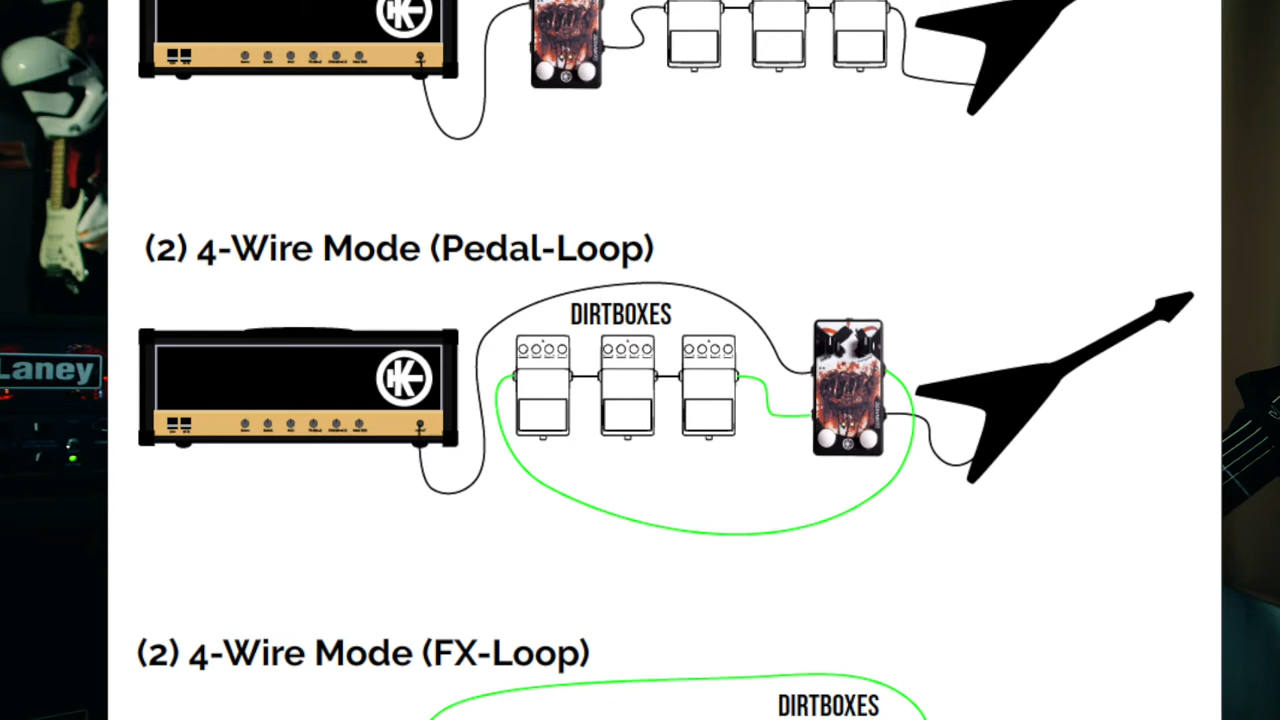 (2) 4-Wire Mode (Pedal-Loop)
DIRTBOXES
Laney
(2) 4-Wire Mode (FX-Loop)
DIRTBOXES